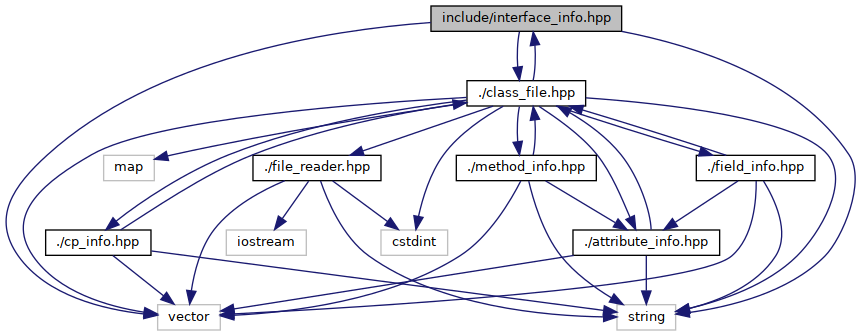 include/interface_info.hpp
./class_file.hpp
map
./file_reader.hpp
./method_info.hpp
./field_info.hpp
./cp_info.hpp
iostream
cstdint
./attribute_info.hpp
vector
string